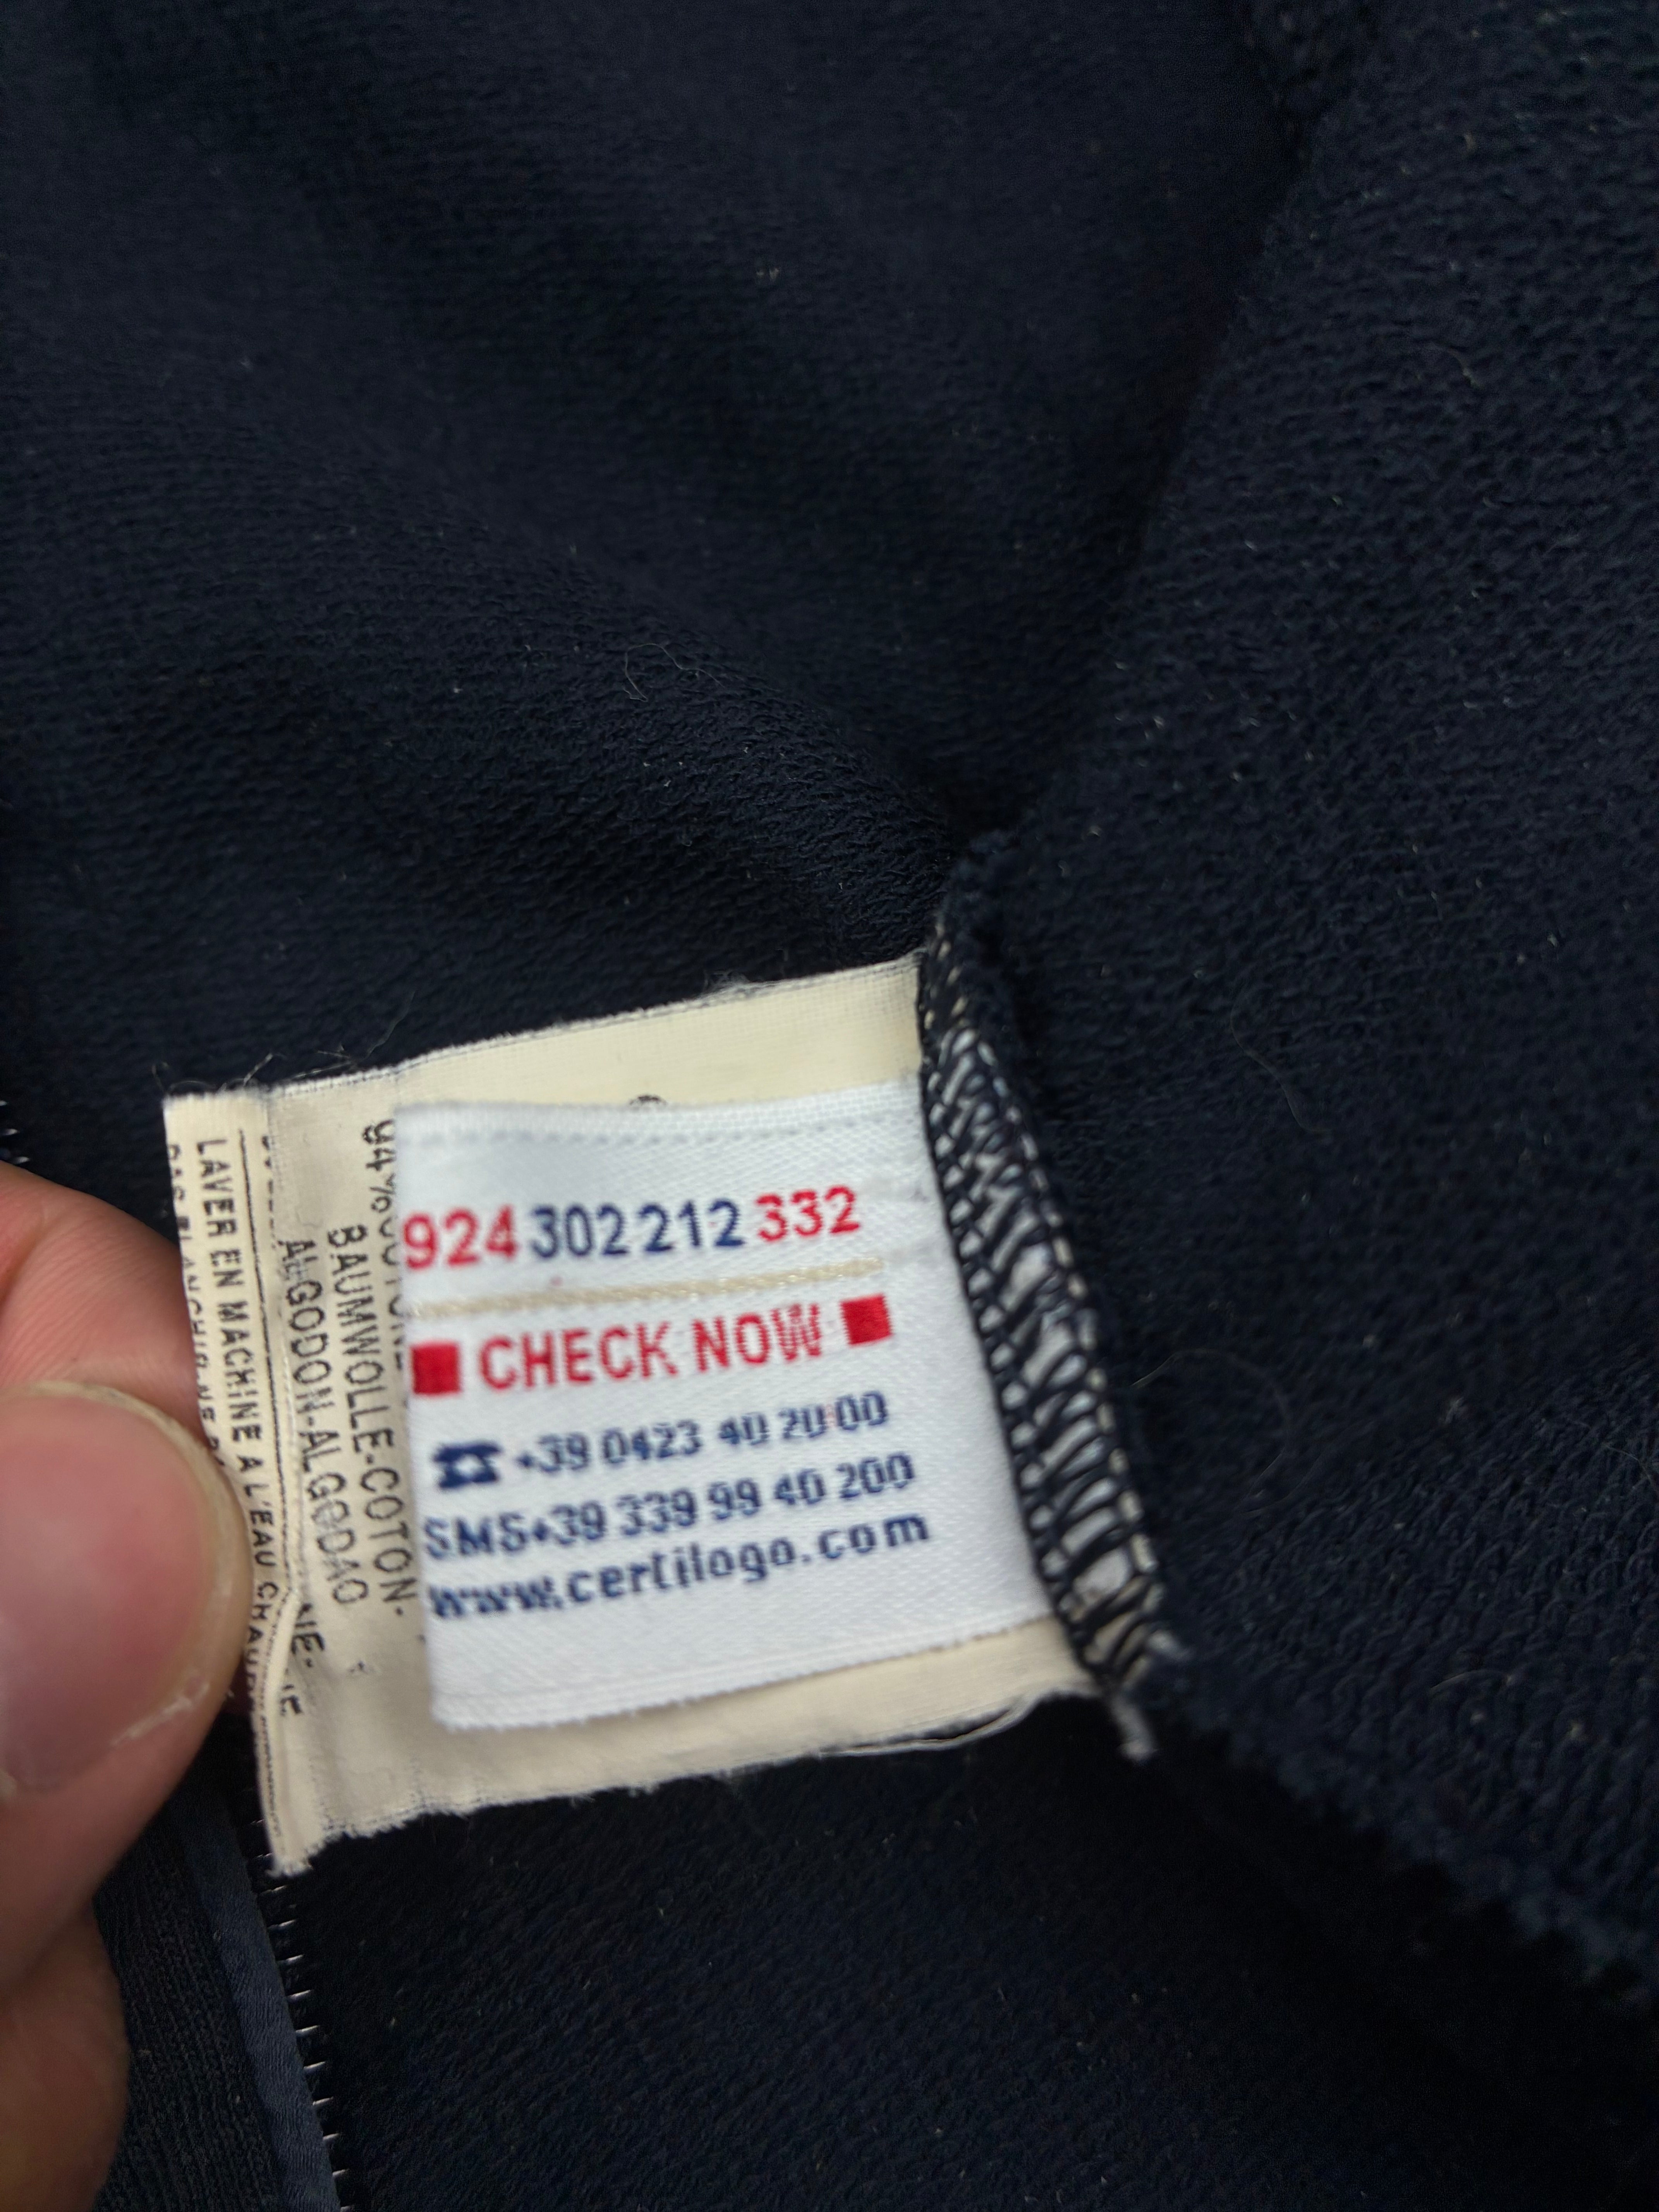 924 302 212 332
CHECK NOW
+39 0423 40 20 00
SMS+39 339 99 40 200
www.certilogo.com
94%
BAUMWOLLE-COTON-
ALGODON-ALGODAO
LAVER EN MACHINE A L'EAU CHAUDE